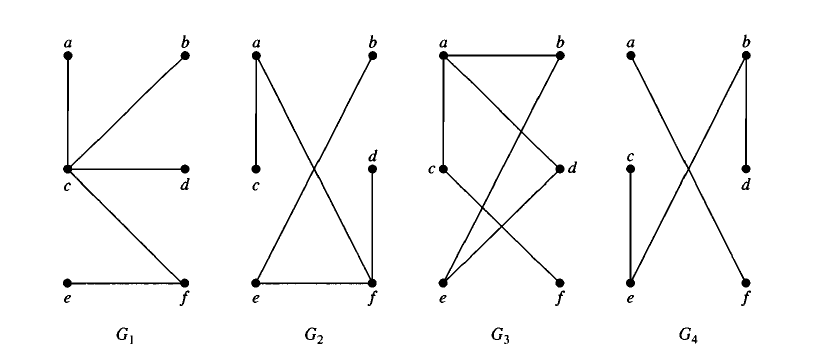 a b a b a b a b
d c
c d c c d d
e f e f e f e f
G1 G2 G3 G4